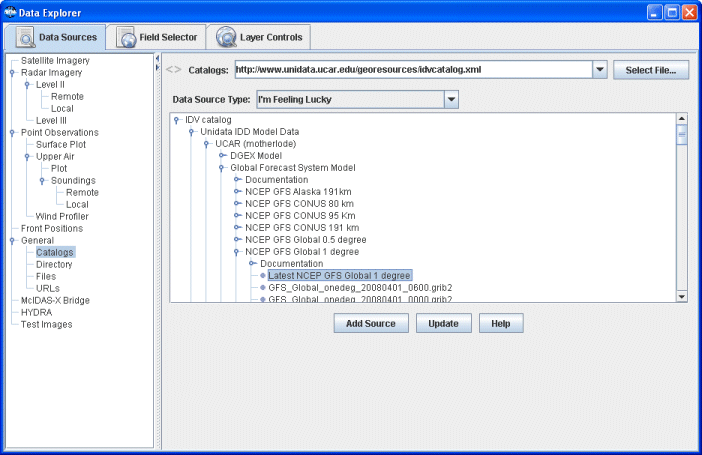 Data Explorer
Data Sources
Field Selector
Layer Controls
Satellite Imagery
Radar Imagery
Level II
Remote
Local
Level III
Point Observations
Surface Plot
Upper Air
Plot
Soundings
Remote
Local
Wind Profiler
Front Positions
General
Catalogs
Directory
Files
URLs
McIDAS-X Bridge
HYDRA
Test Images
<> Catalogs: http://www.unidata.ucar.edu/georesources/idvcatalog.xml Select File...
Data Source Type: I'm Feeling Lucky
IDV catalog
Unidata IDD Model Data
UCAR (motherlode)
DGEX Model
Global Forecast System Model
Documentation
NCEP GFS Alaska 191km
NCEP GFS CONUS 80 km
NCEP GFS CONUS 95 Km
NCEP GFS CONUS 191 km
NCEP GFS Global 0.5 degree
NCEP GFS Global 1 degree
Documentation
Latest NCEP GFS Global 1 degree
GFS_Global_onedeg_20080401_0600.grib2
GFS_Global_onedeg_20080401_0000.grib2
Add Source Update Help